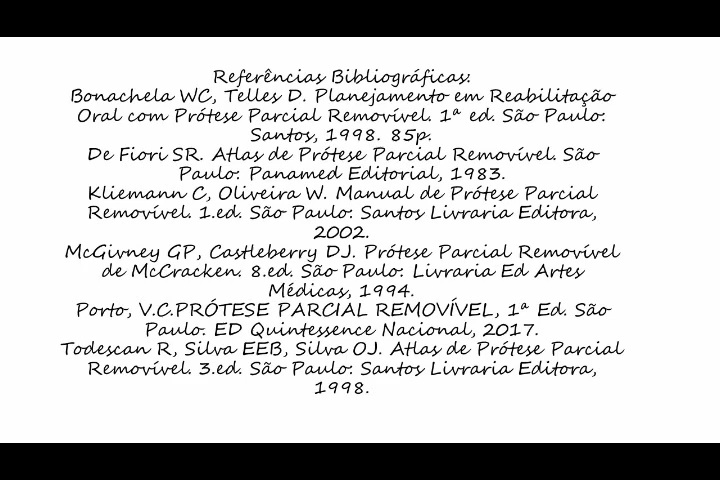 Referências Bibliográficas:
Bonachela WC, Telles D. Planejamento em Reabilitação
Oral com Prótese Parcial Removível. 1ª ed. São Paulo:
Santos, 1998. 85p.
De Fiori SR. Atlas de Prótese Parcial Removível. São
Paulo: Panamed Editorial, 1983.
Kliemann C, Oliveira W. Manual de Prótese Parcial
Removível. 1.ed. São Paulo: Santos Livraria Editora,
2002.
McGivney GP, Castleberry DJ. Prótese Parcial Removível
de McCracken. 8.ed. São Paulo: Livraria Ed Artes
Médicas, 1994.
Porto, V.C.PRÓTESE PARCIAL REMOVÍVEL, 1ª Ed. São
Paulo. ED Quintessence Nacional, 2017.
Todescan R, Silva EEB, Silva OJ. Atlas de Prótese Parcial
Removível. 3.ed. São Paulo: Santos Livraria Editora,
1998.